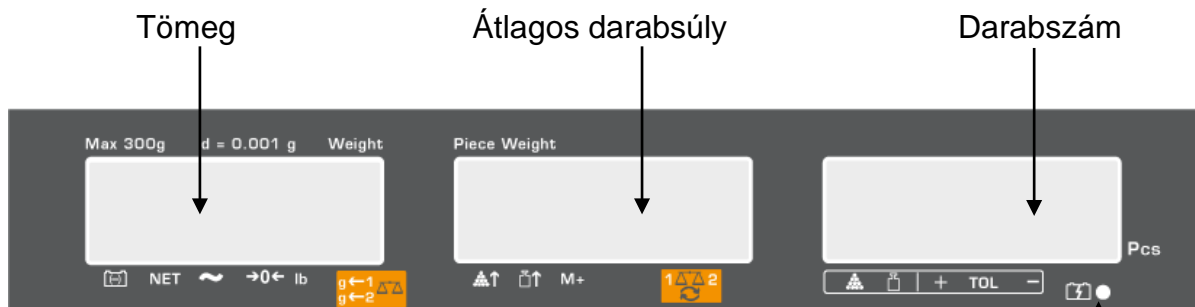 Tömeg Átlagos darabsúly Darabszám
Max 300g d = 0.001 g Weight Piece Weight
Pcs
NET ~ →0← lb g←1 M+ 1 2 + TOL −
g←2